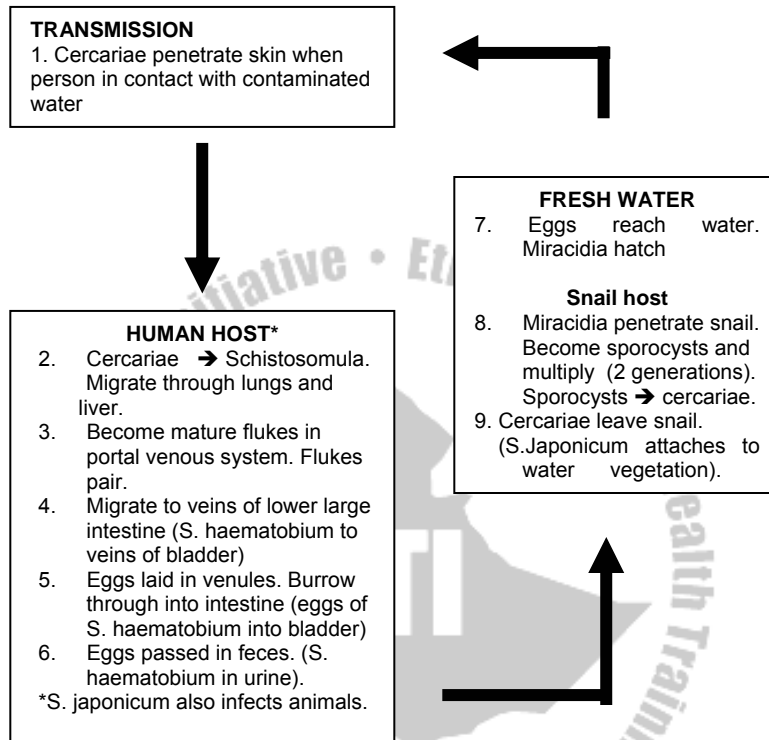 TRANSMISSION
1. Cercariae penetrate skin when
person in contact with contaminated
water
HUMAN HOST*
2. Cercariae ➔ Schistosomula.
Migrate through lungs and
liver.
3. Become mature flukes in
portal venous system. Flukes
pair.
4. Migrate to veins of lower large
intestine (S. haematobium to
veins of bladder)
5. Eggs laid in venules. Burrow
through into intestine (eggs of
S. haematobium into bladder)
6. Eggs passed in feces. (S.
haematobium in urine).
*S. japonicum also infects animals.
FRESH WATER
7. Eggs reach water.
Miracidia hatch
Snail host
8. Miracidia penetrate snail.
Become sporocysts and
multiply (2 generations).
Sporocysts ➔ cercariae.
9. Cercariae leave snail.
(S.Japonicum attaches to
water vegetation).